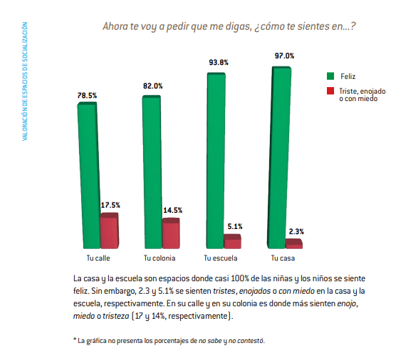 Ahora te voy a pedir que me digas, ¿cómo te sientes en...?
VALORACIÓN DE ESPACIOS DE SOCIALIZACIÓN
78.5%
17.5%
Tu calle
82.0%
14.5%
Tu colonia
93.8%
5.1%
Tu escuela
97.0%
2.3%
Tu casa
Feliz
Triste, enojado
o con miedo
La casa y la escuela son espacios donde casi 100% de las niñas y los niños se siente
feliz. Sin embargo, 2.3 y 5.1% se sienten tristes, enojados o con miedo en la casa y la
escuela, respectivamente. En su calle y en su colonia es donde más sienten enojo,
miedo o tristeza (17 y 14%, respectivamente).
* La gráfica no presenta los porcentajes de no sabe y no contestó.